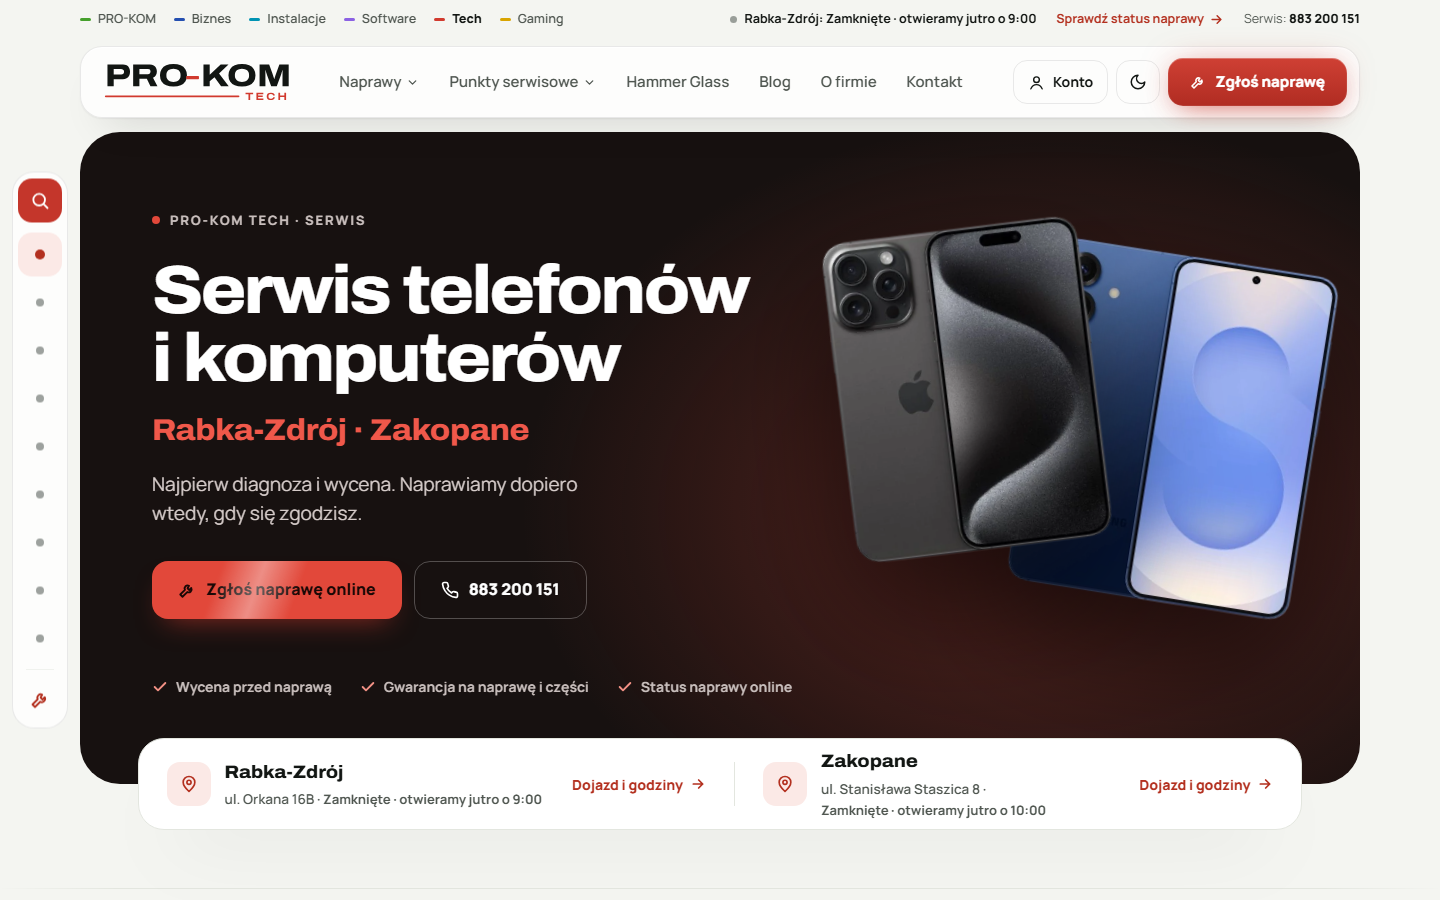 PRO-KOM
Biznes
Instalacje
Software
Tech
Gaming
Rabka-Zdrój: Zamknięte · otwieramy jutro o 9:00
Sprawdź status naprawy →
Serwis: 883 200 151
PRO-KOM
TECH
Naprawy
Punkty serwisowe
Hammer Glass
Blog
O firmie
Kontakt
Konto
Zgłoś naprawę
PRO-KOM TECH · SERWIS
Serwis telefonów
i komputerów
Rabka-Zdrój · Zakopane
Najpierw diagnoza i wycena. Naprawiamy dopiero
wtedy, gdy się zgodzisz.
Zgłoś naprawę online
883 200 151
Wycena przed naprawą
Gwarancja na naprawę i części
Status naprawy online
Rabka-Zdrój
ul. Orkana 16B · Zamknięte · otwieramy jutro o 9:00
Dojazd i godziny →
Zakopane
ul. Stanisława Staszica 8 ·
Zamknięte · otwieramy jutro o 10:00
Dojazd i godziny →